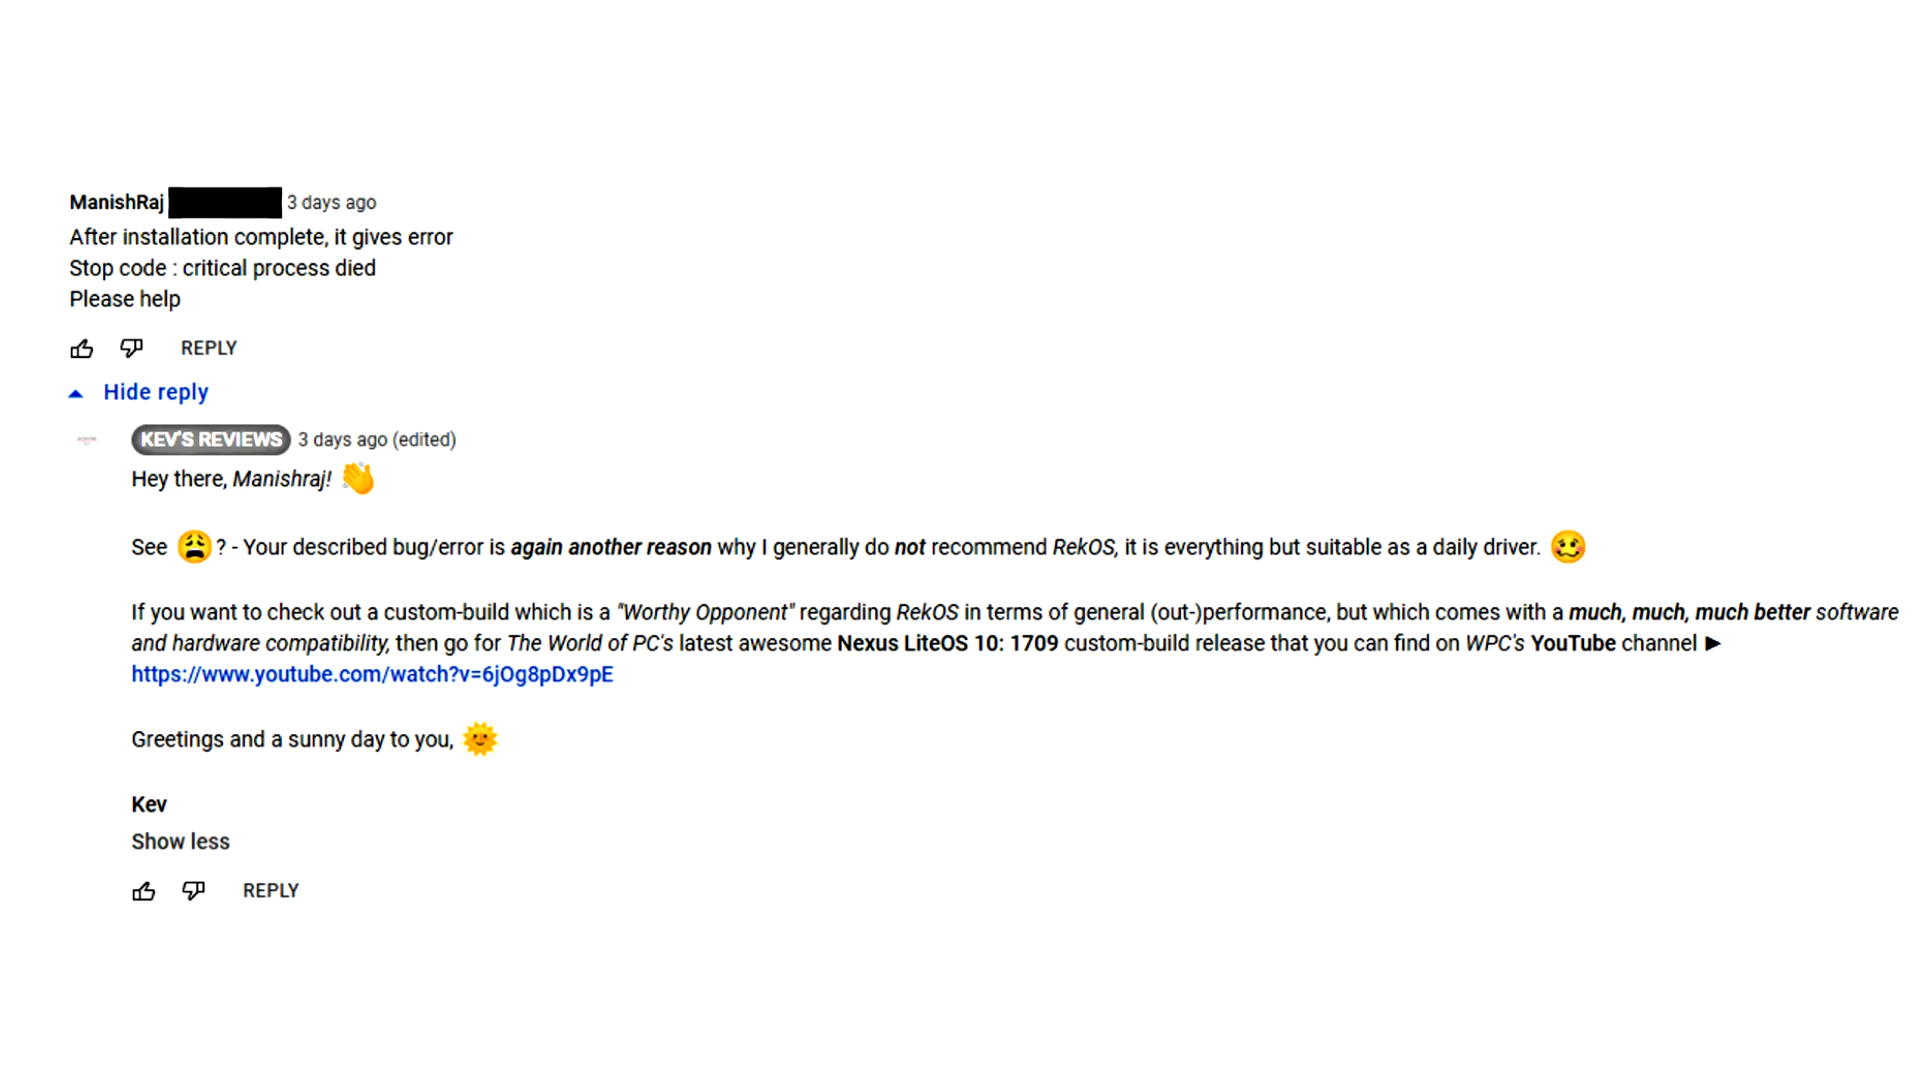 ManishRaj 3 days ago
After installation complete, it gives error
Stop code : critical process died
Please help
REPLY
Hide reply
KEV'S REVIEWS 3 days ago (edited)
Hey there, Manishraj! 👋
See 😩? - Your described bug/error is again another reason why I generally do not recommend RekOS, it is everything but suitable as a daily driver. 🥴
If you want to check out a custom-build which is a "Worthy Opponent" regarding RekOS in terms of general (out-)performance, but which comes with a much, much, much better software
and hardware compatibility, then go for The World of PC's latest awesome Nexus LiteOS 10: 1709 custom-build release that you can find on WPC's YouTube channel ►
https://www.youtube.com/watch?v=6jOg8pDx9pE
Greetings and a sunny day to you, 🌞
Kev
Show less
REPLY